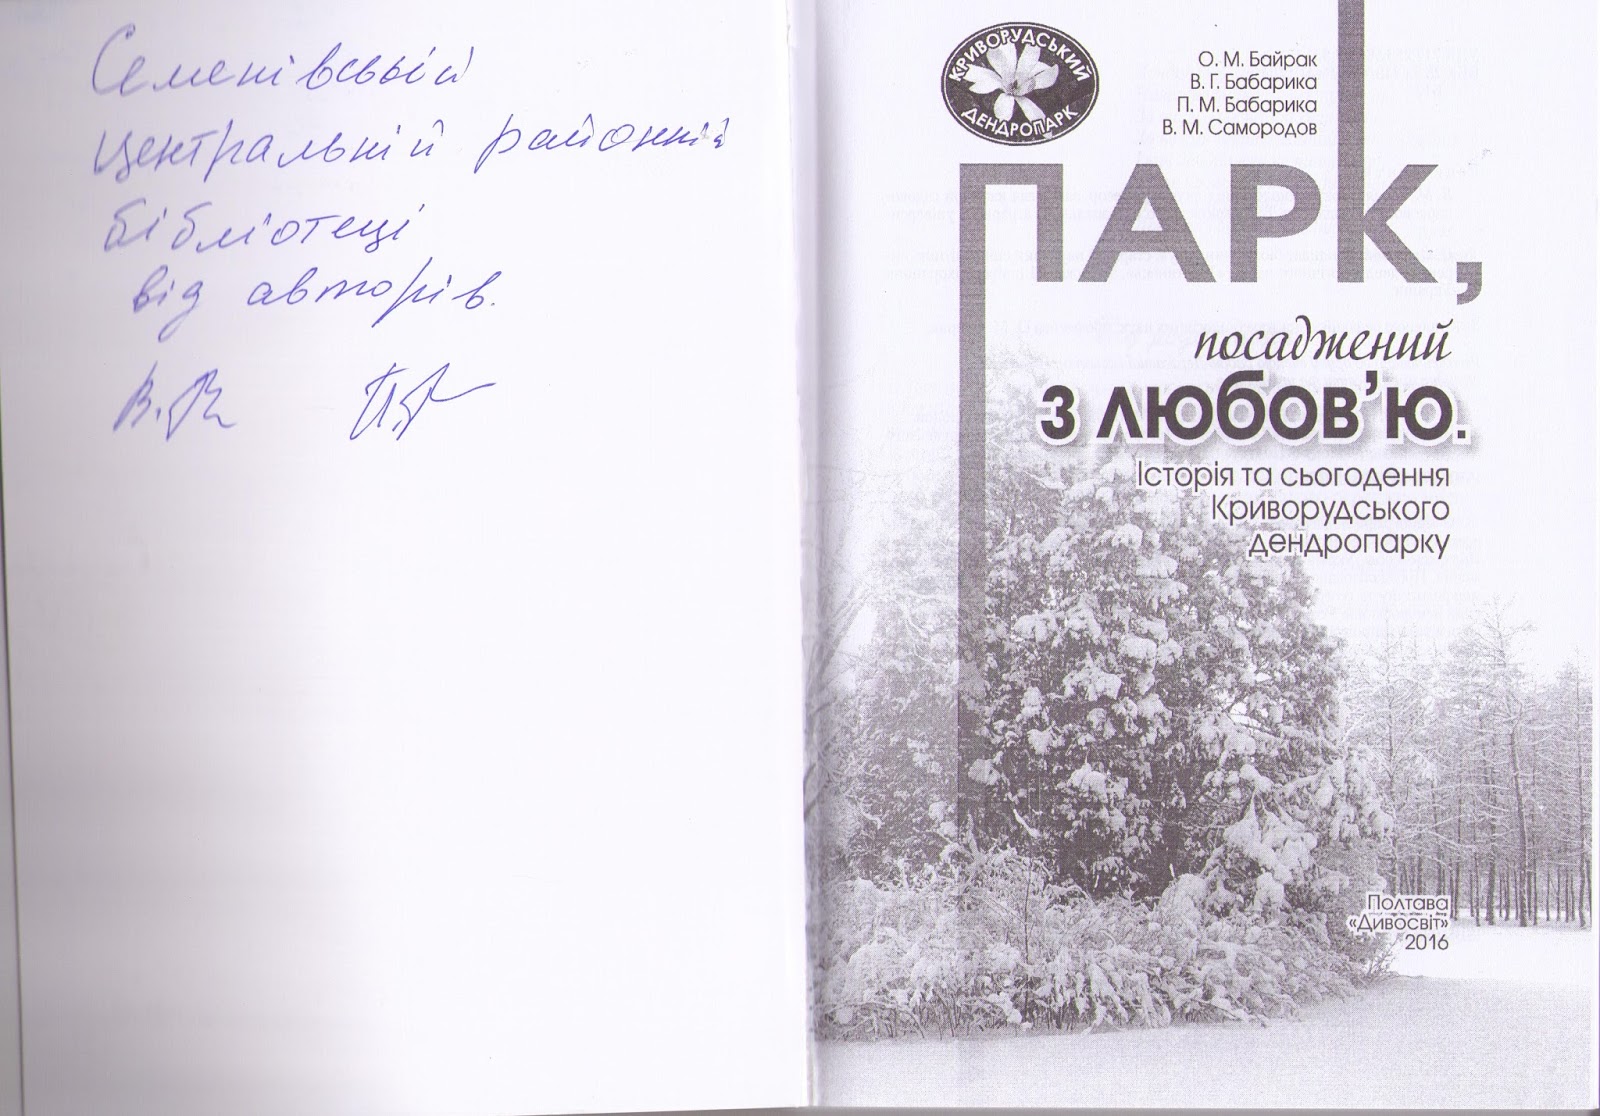 Семенівській
центральній районній
бібліотеці
від авторів.
КРИВОРУДСЬКИЙ
ДЕНДРОПАРК
О. М. Байрак
В. Г. Бабарика
П. М. Бабарика
В. М. Самородов
ПАРК,
посаджений
з любов’ю.
Історія та сьогодення
Криворудського
дендропарку
Полтава
«Дивосвіт»
2016